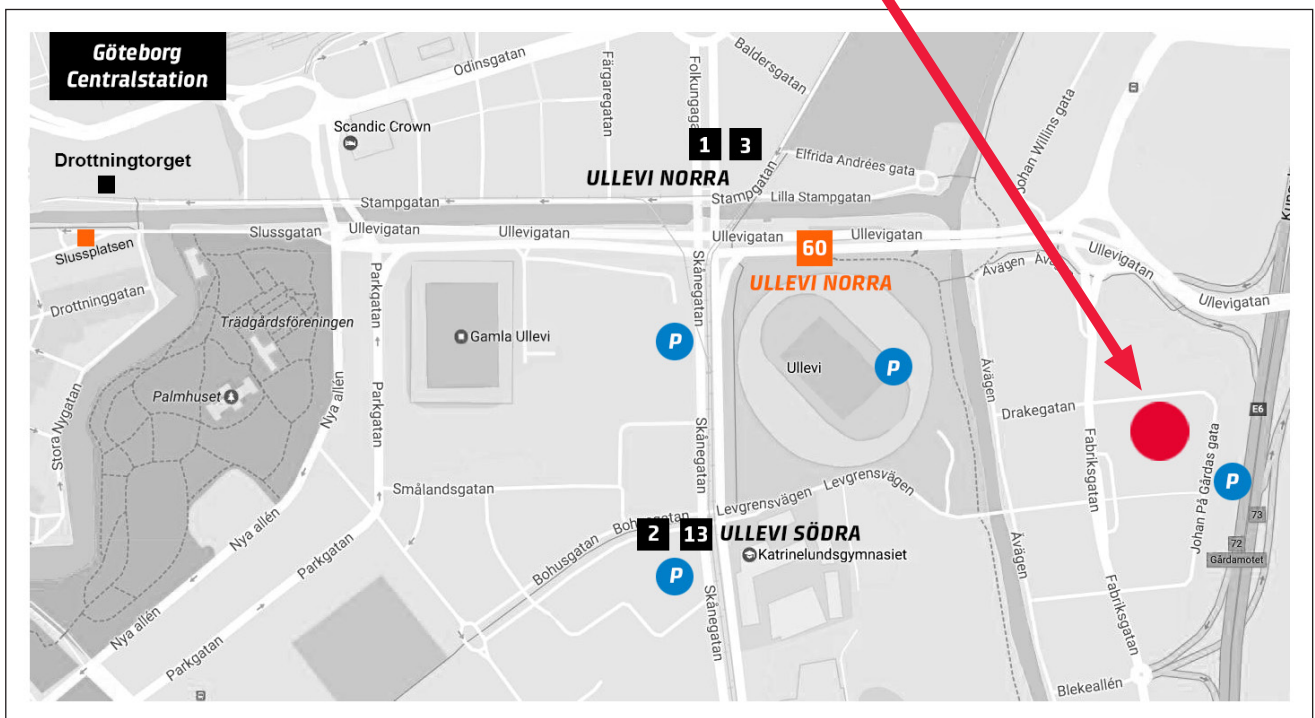 Göteborg
Centralstation
Odinsgatan
Färgaregatan
Folkungaga
Baldersgatan
Scandic Crown
Johan Willins gata
1 3
Elfrida Andrées gata
Drottningtorget
ULLEVI NORRA
Stampgatan
Stampgatan
Lilla Stampgatan
Slussgatan
Ullevigatan
Ullevigatan
Ullevigatan
60
Ullevigatan
Ullevigatan
Slussplatsen
Skånegatan
Åvägen
Åväg
ULLEVI NORRA
Ullevigatan
Drottninggatan
Parkgatan
Trädgårdsföreningen
Gamla Ullevi
P
Ullevi
P
Åvägen
Palmhuset
Nya allén
Parkgatan
Drakegatan
E6
Stora Nygatan
Skånegatan
Fabriksgatan
Johan På Gårdas gata
P
Smålandsgatan
Levgrensvägen
Levgrensvägen
73
Nya allén
2 13
ULLEVI SÖDRA
72
Gårdamotet
Bohusgatan
Katrinelundsgymnasiet
Åvägen
Parkgatan
P
Skånegatan
Fabriksgatan
Nya allén
Parkgatan
Blekeallén